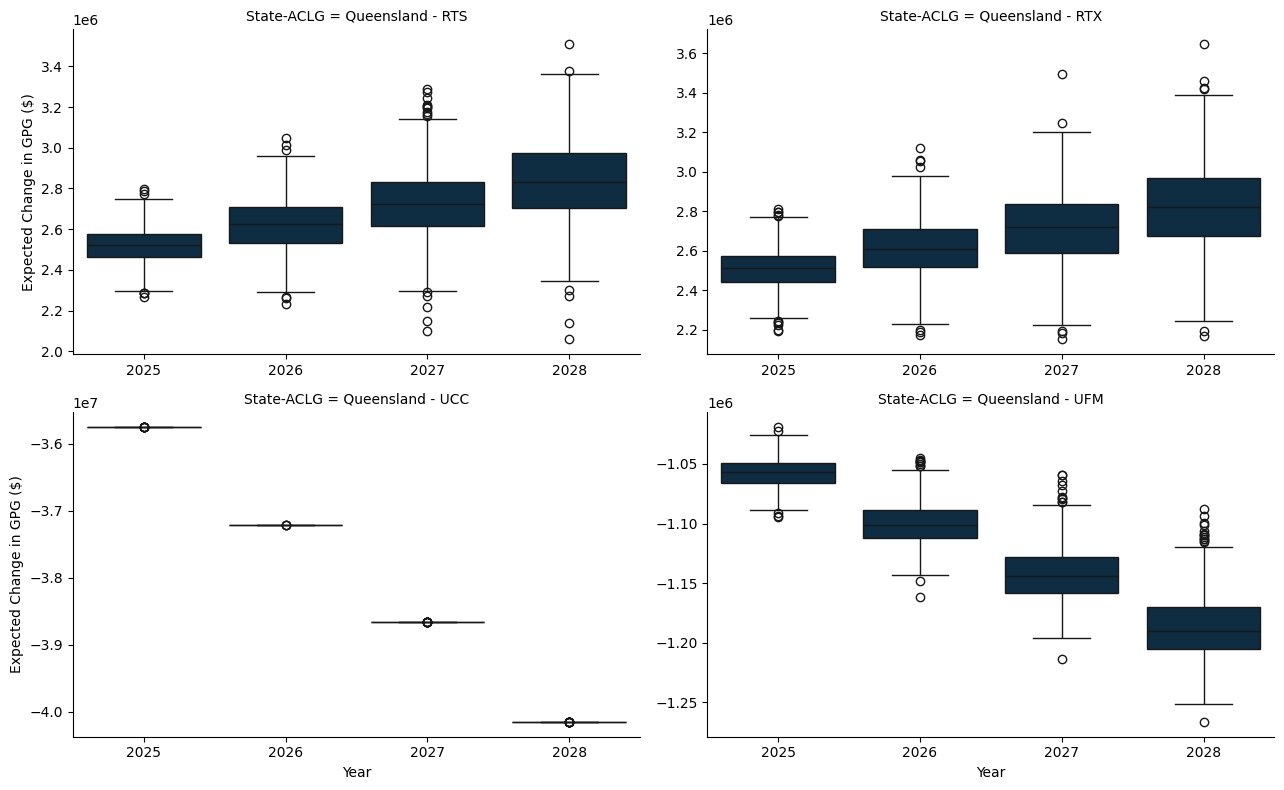 State-ACLG = Queensland - RTS
1e6
Expected Change in GPG ($)
3.4
3.2
3.0
2.8
2.6
2.4
2.2
2.0
2025 2026 2027 2028
State-ACLG = Queensland - RTX
1e6
3.6
3.4
3.2
3.0
2.8
2.6
2.4
2.2
2025 2026 2027 2028
State-ACLG = Queensland - UCC
1e7
Expected Change in GPG ($)
−3.6
−3.7
−3.8
−3.9
−4.0
2025 2026 2027 2028
Year
State-ACLG = Queensland - UFM
1e6
−1.05
−1.10
−1.15
−1.20
−1.25
2025 2026 2027 2028
Year